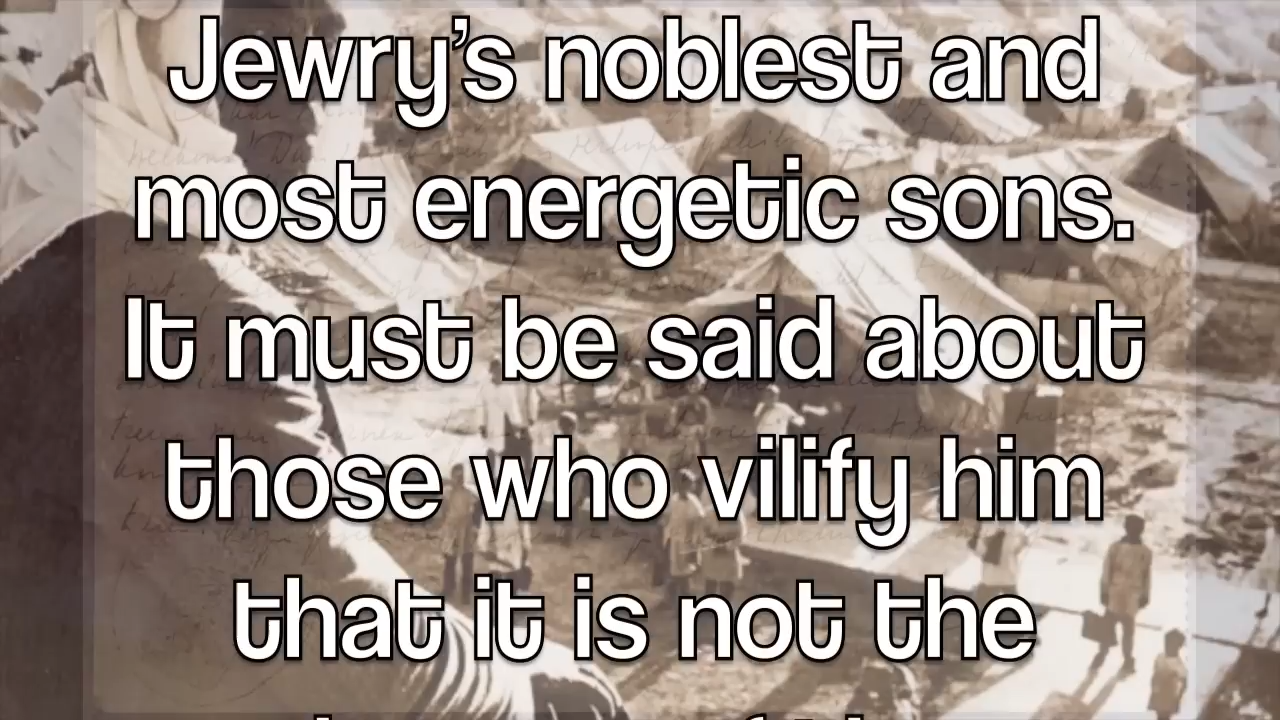 Jewry's noblest and
most energetic sons.
It must be said about
those who vilify him
that it is not the